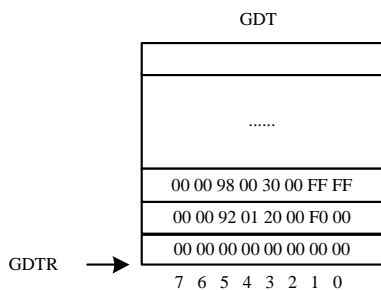 GDT
......
00 00 98 00 30 00 FF FF
00 00 92 01 20 00 F0 00
00 00 00 00 00 00 00 00
GDTR
7 6 5 4 3 2 1 0